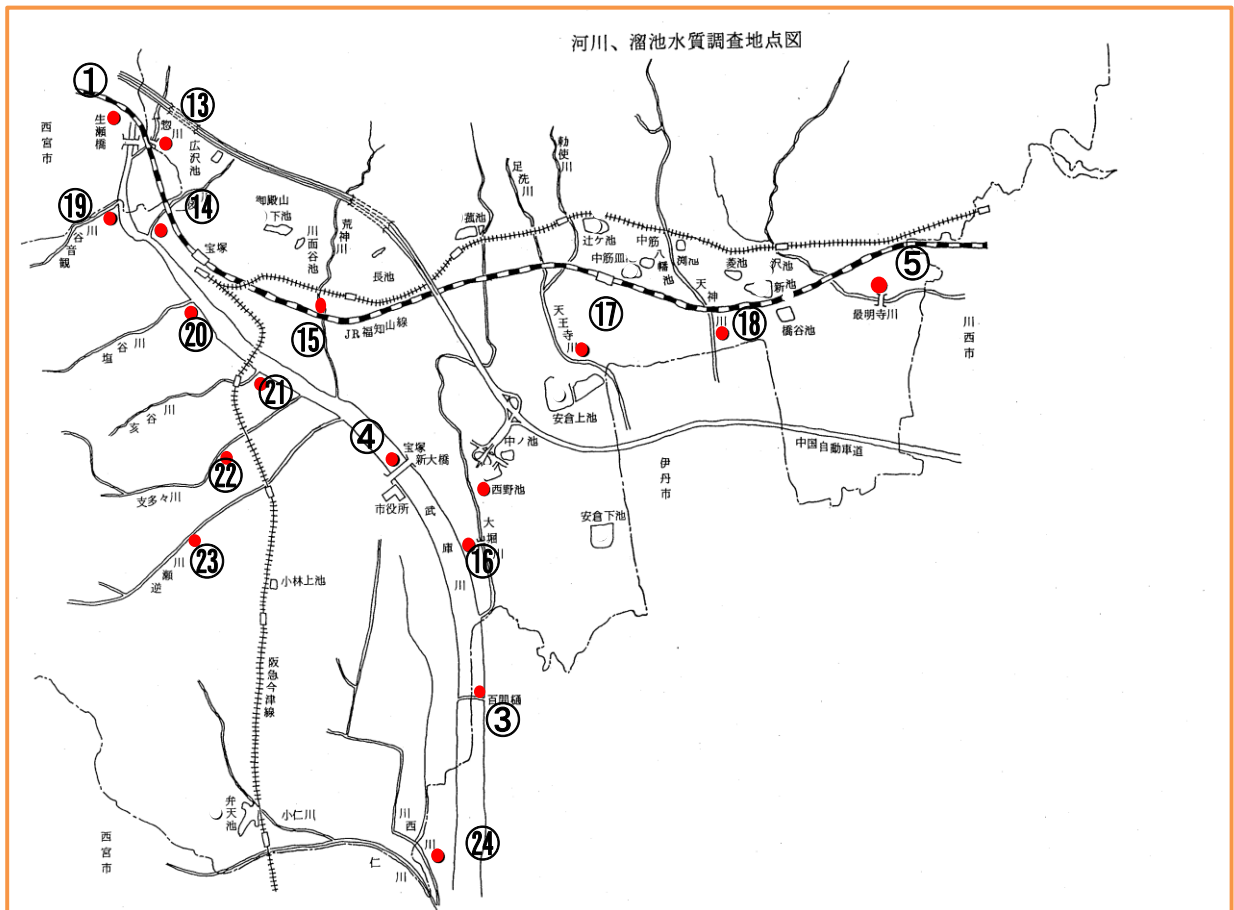 河川、溜池水質調査地点図
①
⑬
生瀬橋
惣川
広沢池
西宮市
⑲
⑭
観音谷川
御殿山
下池
川面谷池
荒神川
長池
菰池
足洗川
勅使川
辻ケ池
中筋
中筋皿池
八幡池
渕池
菱池
沢池
新池
⑤
最明寺川
川西市
宝塚
⑳
塩谷川
⑮
JR福知山線
⑰
天王寺川
天神川
⑱
橋谷池
㉑
亥谷川
④
宝塚
新大橋
安倉上池
中ノ池
中国自動車道
伊丹市
㉒
支多々川
市役所
西野池
武庫川
大堀川
安倉下池
㉓
逆瀬川
⑯
小林上池
阪急今津線
百間樋
③
弁天池
小仁川
川西川
㉔
西宮市
仁川